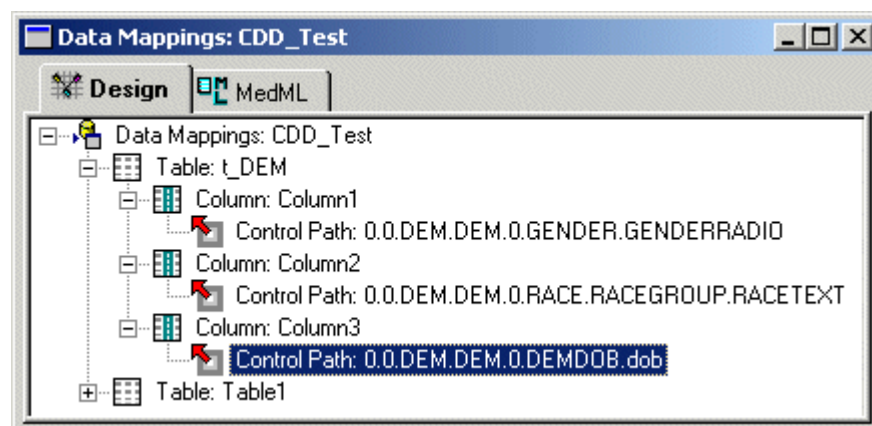 Data Mappings: CDD_Test
Design MedML
Data Mappings: CDD_Test
Table: t_DEM
Column: Column1
Control Path: 0.0.DEM.DEM.0.GENDER.GENDERRADIO
Column: Column2
Control Path: 0.0.DEM.DEM.0.RACE.RACEGROUP.RACETEXT
Column: Column3
Control Path: 0.0.DEM.DEM.0.DEMDOB.dob
Table: Table1